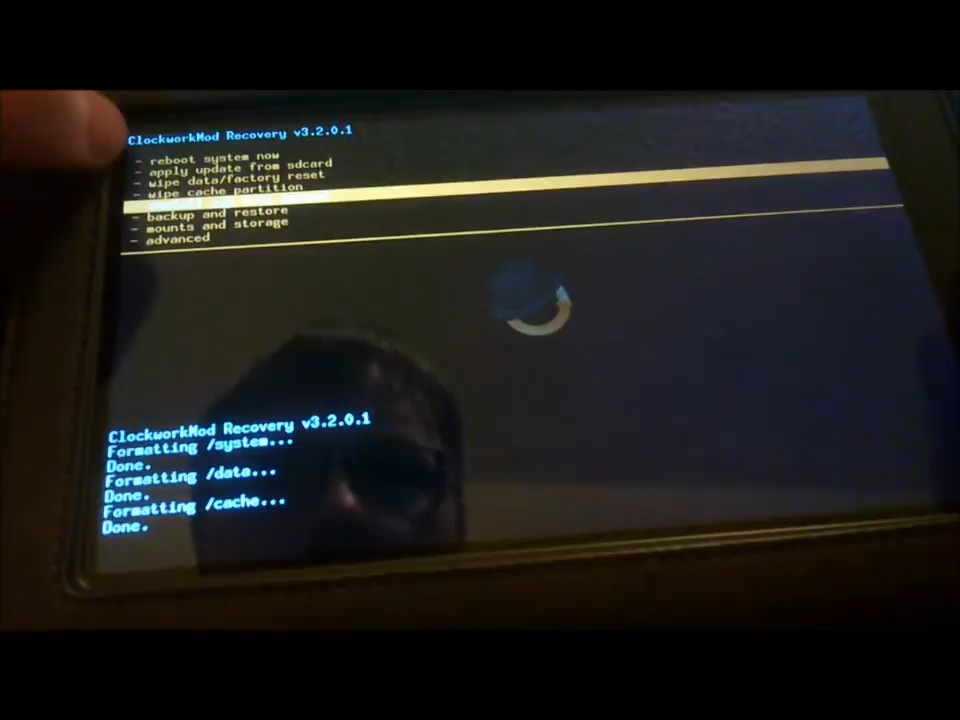 ClockworkMod Recovery v3.2.0.1
- reboot system now
- apply update from sdcard
- wipe data/factory reset
- wipe cache partition
- backup and restore
- mounts and storage
- advanced
ClockworkMod Recovery v3.2.0.1
Formatting /system...
Done.
Formatting /data...
Done.
Formatting /cache...
Done.